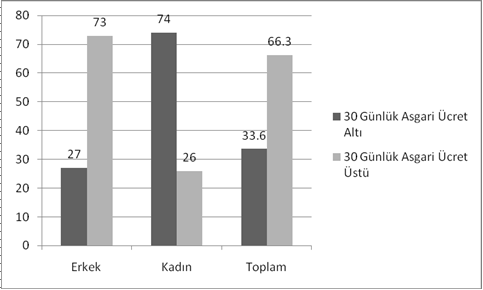 80
70
60
50
40
30
20
10
0
27
73
74
26
33.6
66.3
Erkek
Kadın
Toplam
30 Günlük Asgari Ücret
Altı
30 Günlük Asgari Ücret
Üstü